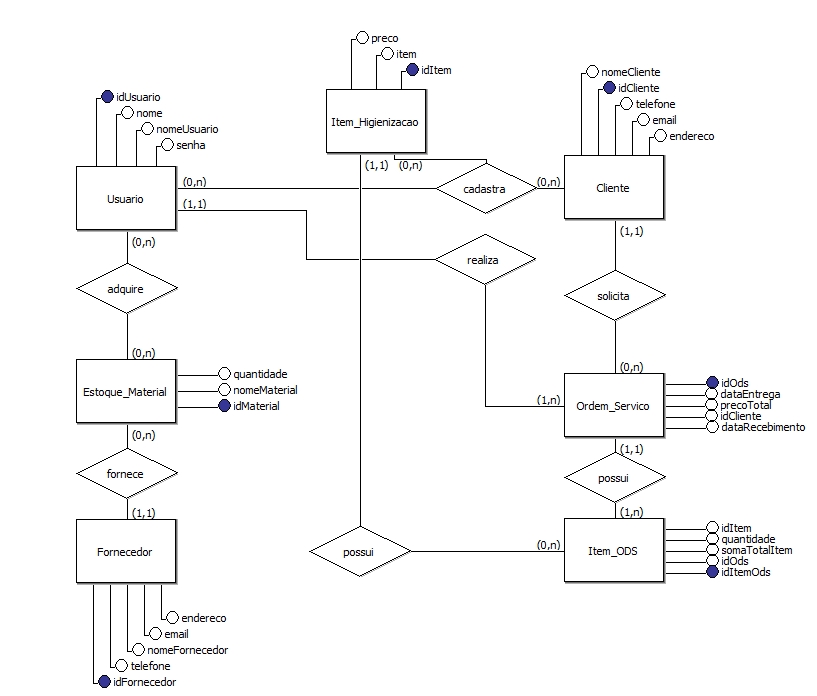 preco
item
idItem
Item_Higienizacao
(1,1) (0,n)
nomeCliente
idCliente
telefone
email
endereco
Cliente
idUsuario
nome
nomeUsuario
senha
Usuario
(0,n)
cadastra
(0,n)
(1,1)
realiza
(1,1)
(0,n)
adquire
solicita
(0,n)
(0,n)
Estoque_Material
quantidade
nomeMaterial
idMaterial
(1,n)
Ordem_Servico
idOds
dataEntrega
precoTotal
idCliente
dataRecebimento
(0,n)
(1,1)
fornece
possui
(1,1)
(1,n)
Fornecedor
possui
(0,n)
Item_ODS
idItem
quantidade
somaTotalItem
idOds
idItemOds
endereco
email
nomeFornecedor
telefone
idFornecedor